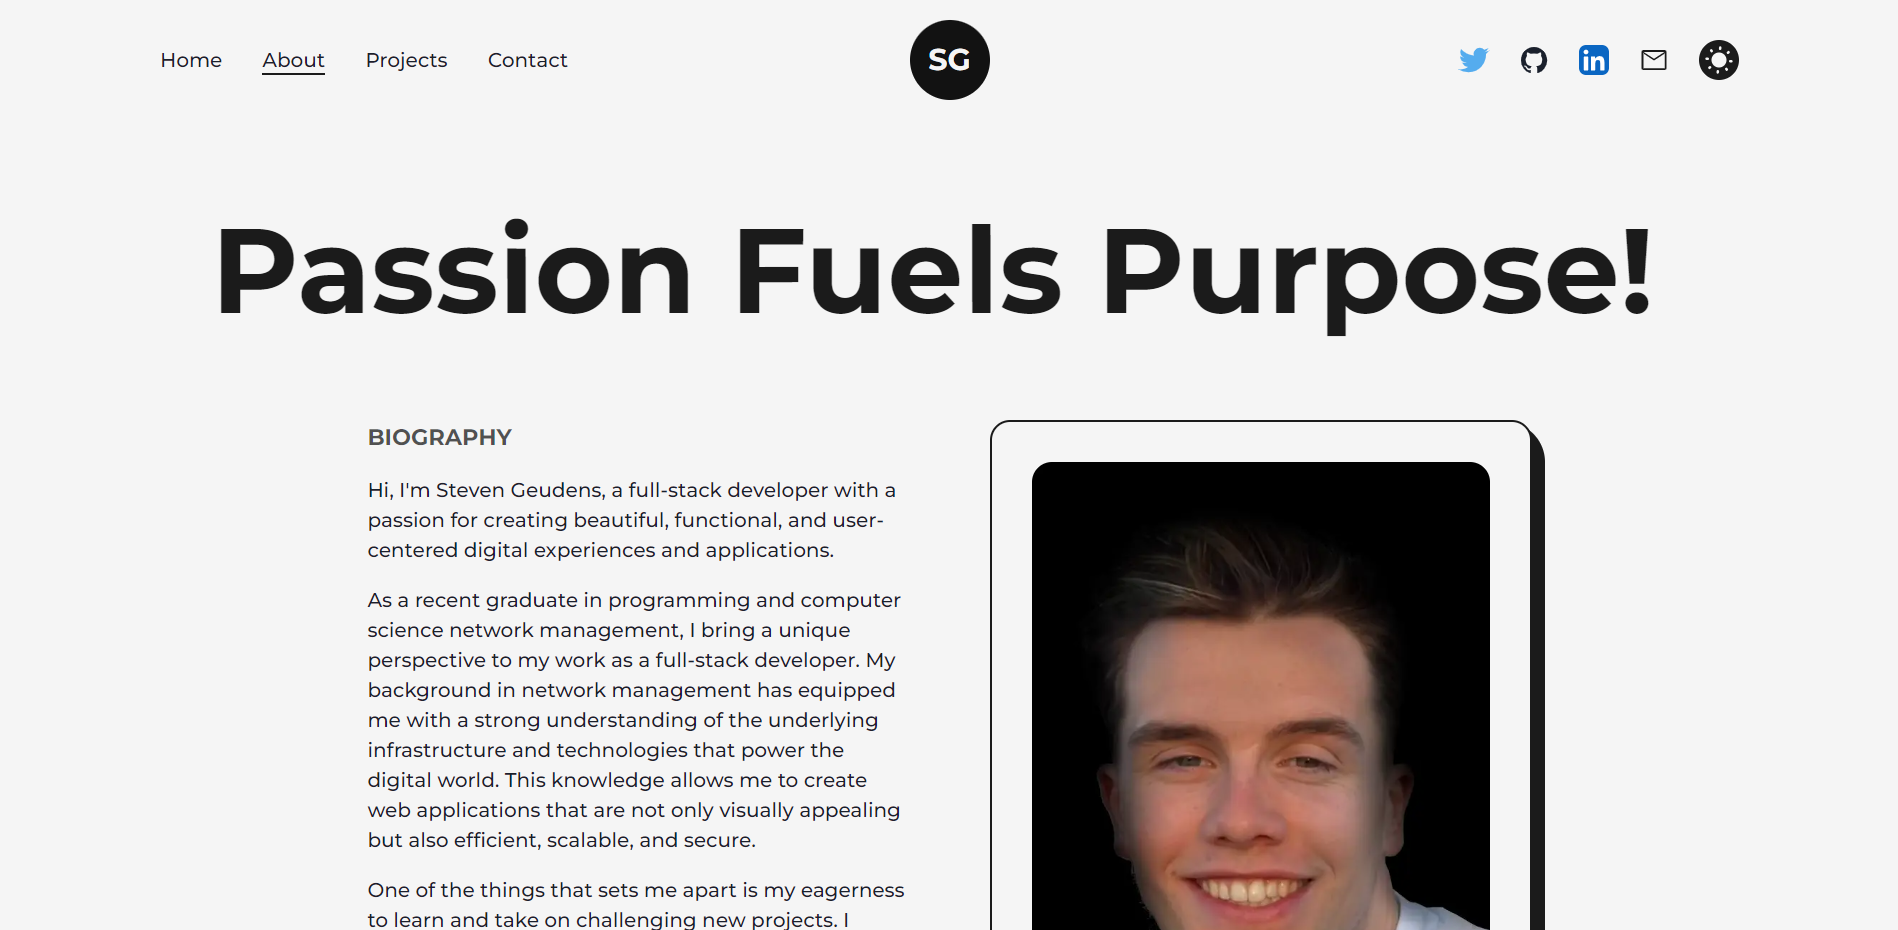 Home About Projects Contact
SG
in
Passion Fuels Purpose!
BIOGRAPHY
Hi, I'm Steven Geudens, a full-stack developer with a
passion for creating beautiful, functional, and user-
centered digital experiences and applications.
As a recent graduate in programming and computer
science network management, I bring a unique
perspective to my work as a full-stack developer. My
background in network management has equipped
me with a strong understanding of the underlying
infrastructure and technologies that power the
digital world. This knowledge allows me to create
web applications that are not only visually appealing
but also efficient, scalable, and secure.
One of the things that sets me apart is my eagerness
to learn and take on challenging new projects. I